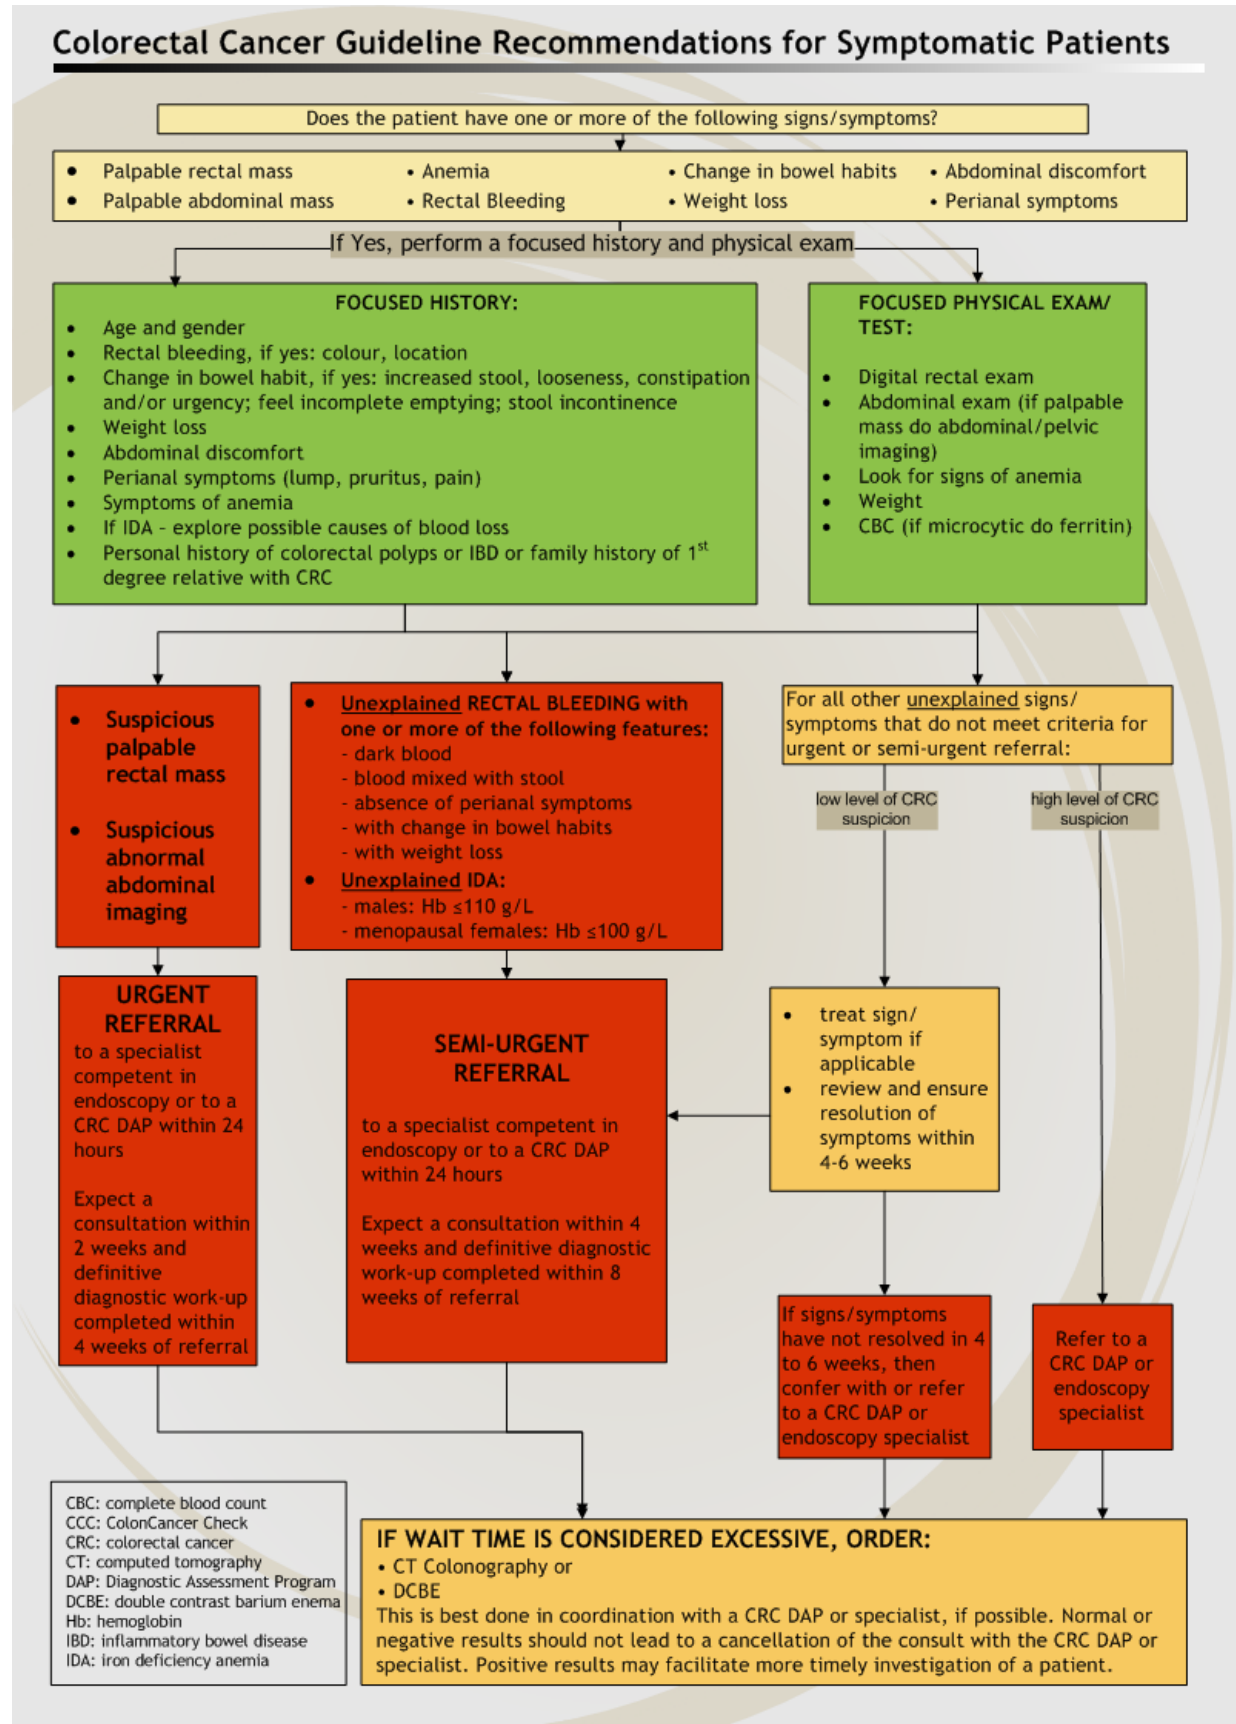 Colorectal Cancer Guideline Recommendations for Symptomatic Patients
Does the patient have one or more of the following signs/symptoms?
• Palpable rectal mass • Anemia • Change in bowel habits • Abdominal discomfort
• Palpable abdominal mass • Rectal Bleeding • Weight loss • Perianal symptoms
If Yes, perform a focused history and physical exam
FOCUSED HISTORY:
• Age and gender
• Rectal bleeding, if yes: colour, location
• Change in bowel habit, if yes: increased stool, looseness, constipation
and/or urgency; feel incomplete emptying; stool incontinence
• Weight loss
• Abdominal discomfort
• Perianal symptoms (lump, pruritus, pain)
• Symptoms of anemia
• If IDA – explore possible causes of blood loss
• Personal history of colorectal polyps or IBD or family history of 1st
degree relative with CRC
FOCUSED PHYSICAL EXAM/
TEST:
• Digital rectal exam
• Abdominal exam (if palpable
mass do abdominal/pelvic
imaging)
• Look for signs of anemia
• Weight
• CBC (if microcytic do ferritin)
• Suspicious
palpable
rectal mass
• Suspicious
abnormal
abdominal
imaging
• Unexplained RECTAL BLEEDING with
one or more of the following features:
- dark blood
- blood mixed with stool
- absence of perianal symptoms
- with change in bowel habits
- with weight loss
• Unexplained IDA:
- males: Hb ≤110 g/L
- menopausal females: Hb ≤100 g/L
For all other unexplained signs/
symptoms that do not meet criteria for
urgent or semi-urgent referral:
low level of CRC
suspicion
high level of CRC
suspicion
URGENT
REFERRAL
to a specialist
competent in
endoscopy or to a
CRC DAP within 24
hours
Expect a
consultation within
2 weeks and
definitive
diagnostic work-up
completed within
4 weeks of referral
SEMI-URGENT
REFERRAL
to a specialist competent in
endoscopy or to a CRC DAP
within 24 hours
Expect a consultation within 4
weeks and definitive diagnostic
work-up completed within 8
weeks of referral
• treat sign/
symptom if
applicable
• review and ensure
resolution of
symptoms within
4-6 weeks
If signs/symptoms
have not resolved in 4
to 6 weeks, then
confer with or refer
to a CRC DAP or
endoscopy specialist
Refer to a
CRC DAP or
endoscopy
specialist
CBC: complete blood count
CCC: ColonCancer Check
CRC: colorectal cancer
CT: computed tomography
DAP: Diagnostic Assessment Program
DCBE: double contrast barium enema
Hb: hemoglobin
IBD: inflammatory bowel disease
IDA: iron deficiency anemia
IF WAIT TIME IS CONSIDERED EXCESSIVE, ORDER:
• CT Colonography or
• DCBE
This is best done in coordination with a CRC DAP or specialist, if possible. Normal or
negative results should not lead to a cancellation of the consult with the CRC DAP or
specialist. Positive results may facilitate more timely investigation of a patient.